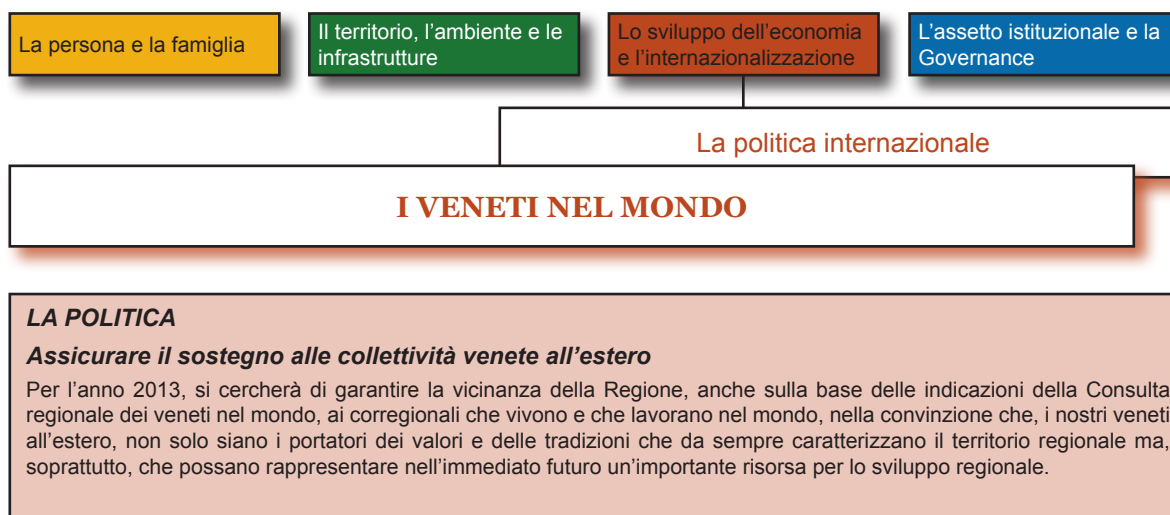 La persona e la famiglia
Il territorio, l'ambiente e le
infrastrutture
Lo sviluppo dell'economia
e l'internazionalizzazione
L'assetto istituzionale e la
Governance
La politica internazionale
I VENETI NEL MONDO
LA POLITICA
Assicurare il sostegno alle collettività venete all'estero
Per l'anno 2013, si cercherà di garantire la vicinanza della Regione, anche sulla base delle indicazioni della Consulta
regionale dei veneti nel mondo, ai corregionali che vivono e che lavorano nel mondo, nella convinzione che, i nostri veneti
all'estero, non solo siano i portatori dei valori e delle tradizioni che da sempre caratterizzano il territorio regionale ma,
soprattutto, che possano rappresentare nell'immediato futuro un'importante risorsa per lo sviluppo regionale.